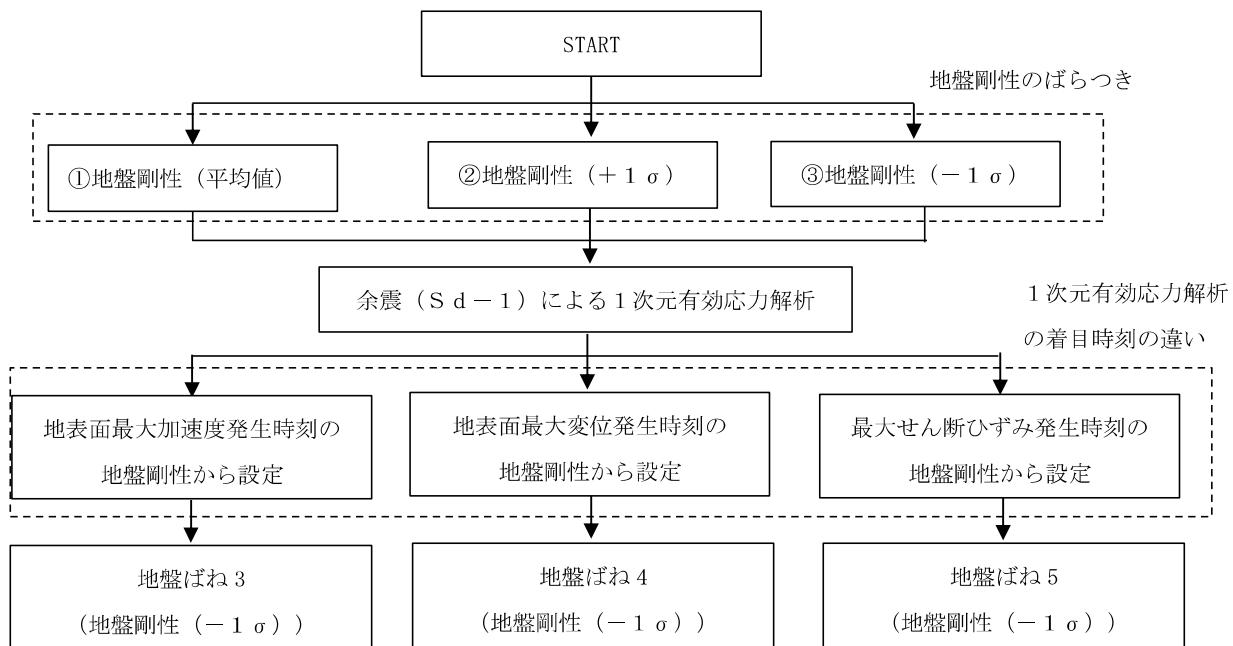 START
地盤剛性のばらつき
①地盤剛性（平均値）
②地盤剛性（＋１σ）
③地盤剛性（－１σ）
余震（Ｓｄ－１）による１次元有効応力解析
１次元有効応力解析
の着目時刻の違い
地表面最大加速度発生時刻の
地盤剛性から設定
地表面最大変位発生時刻の
地盤剛性から設定
最大せん断ひずみ発生時刻の
地盤剛性から設定
地盤ばね３
（地盤剛性（－１σ））
地盤ばね４
（地盤剛性（－１σ））
地盤ばね５
（地盤剛性（－１σ））